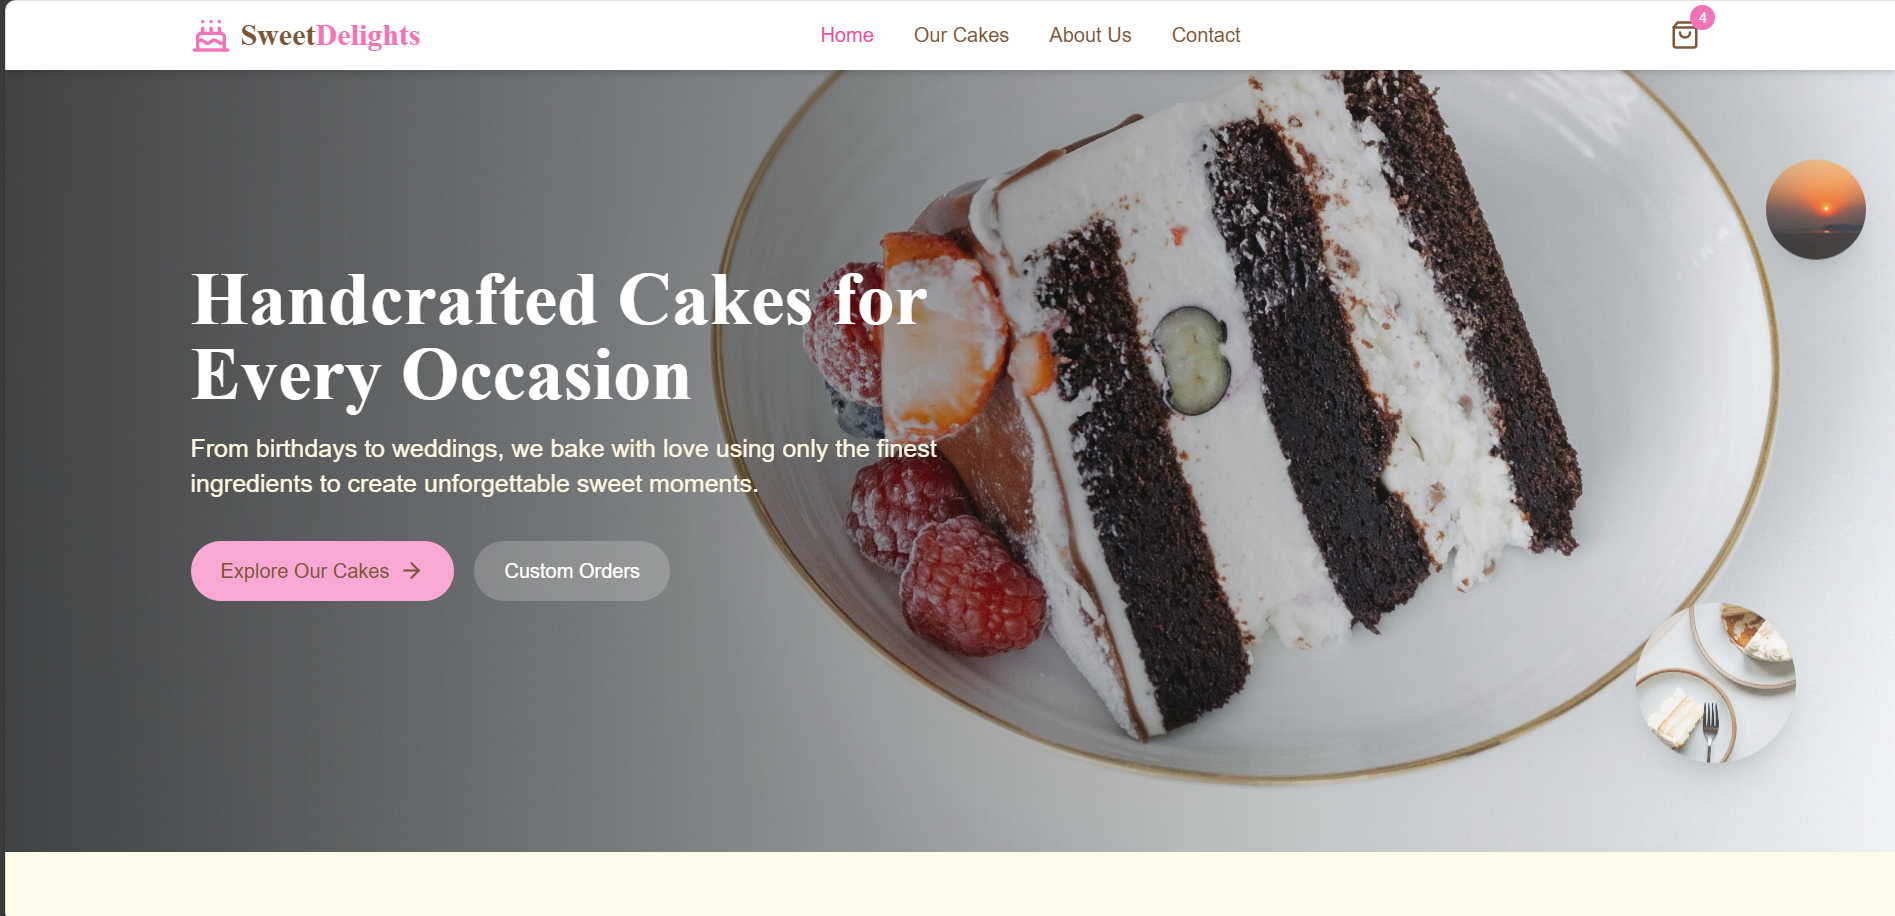 SweetDelights
Home Our Cakes About Us Contact
4
Handcrafted Cakes for
Every Occasion
From birthdays to weddings, we bake with love using only the finest
ingredients to create unforgettable sweet moments.
Explore Our Cakes
Custom Orders